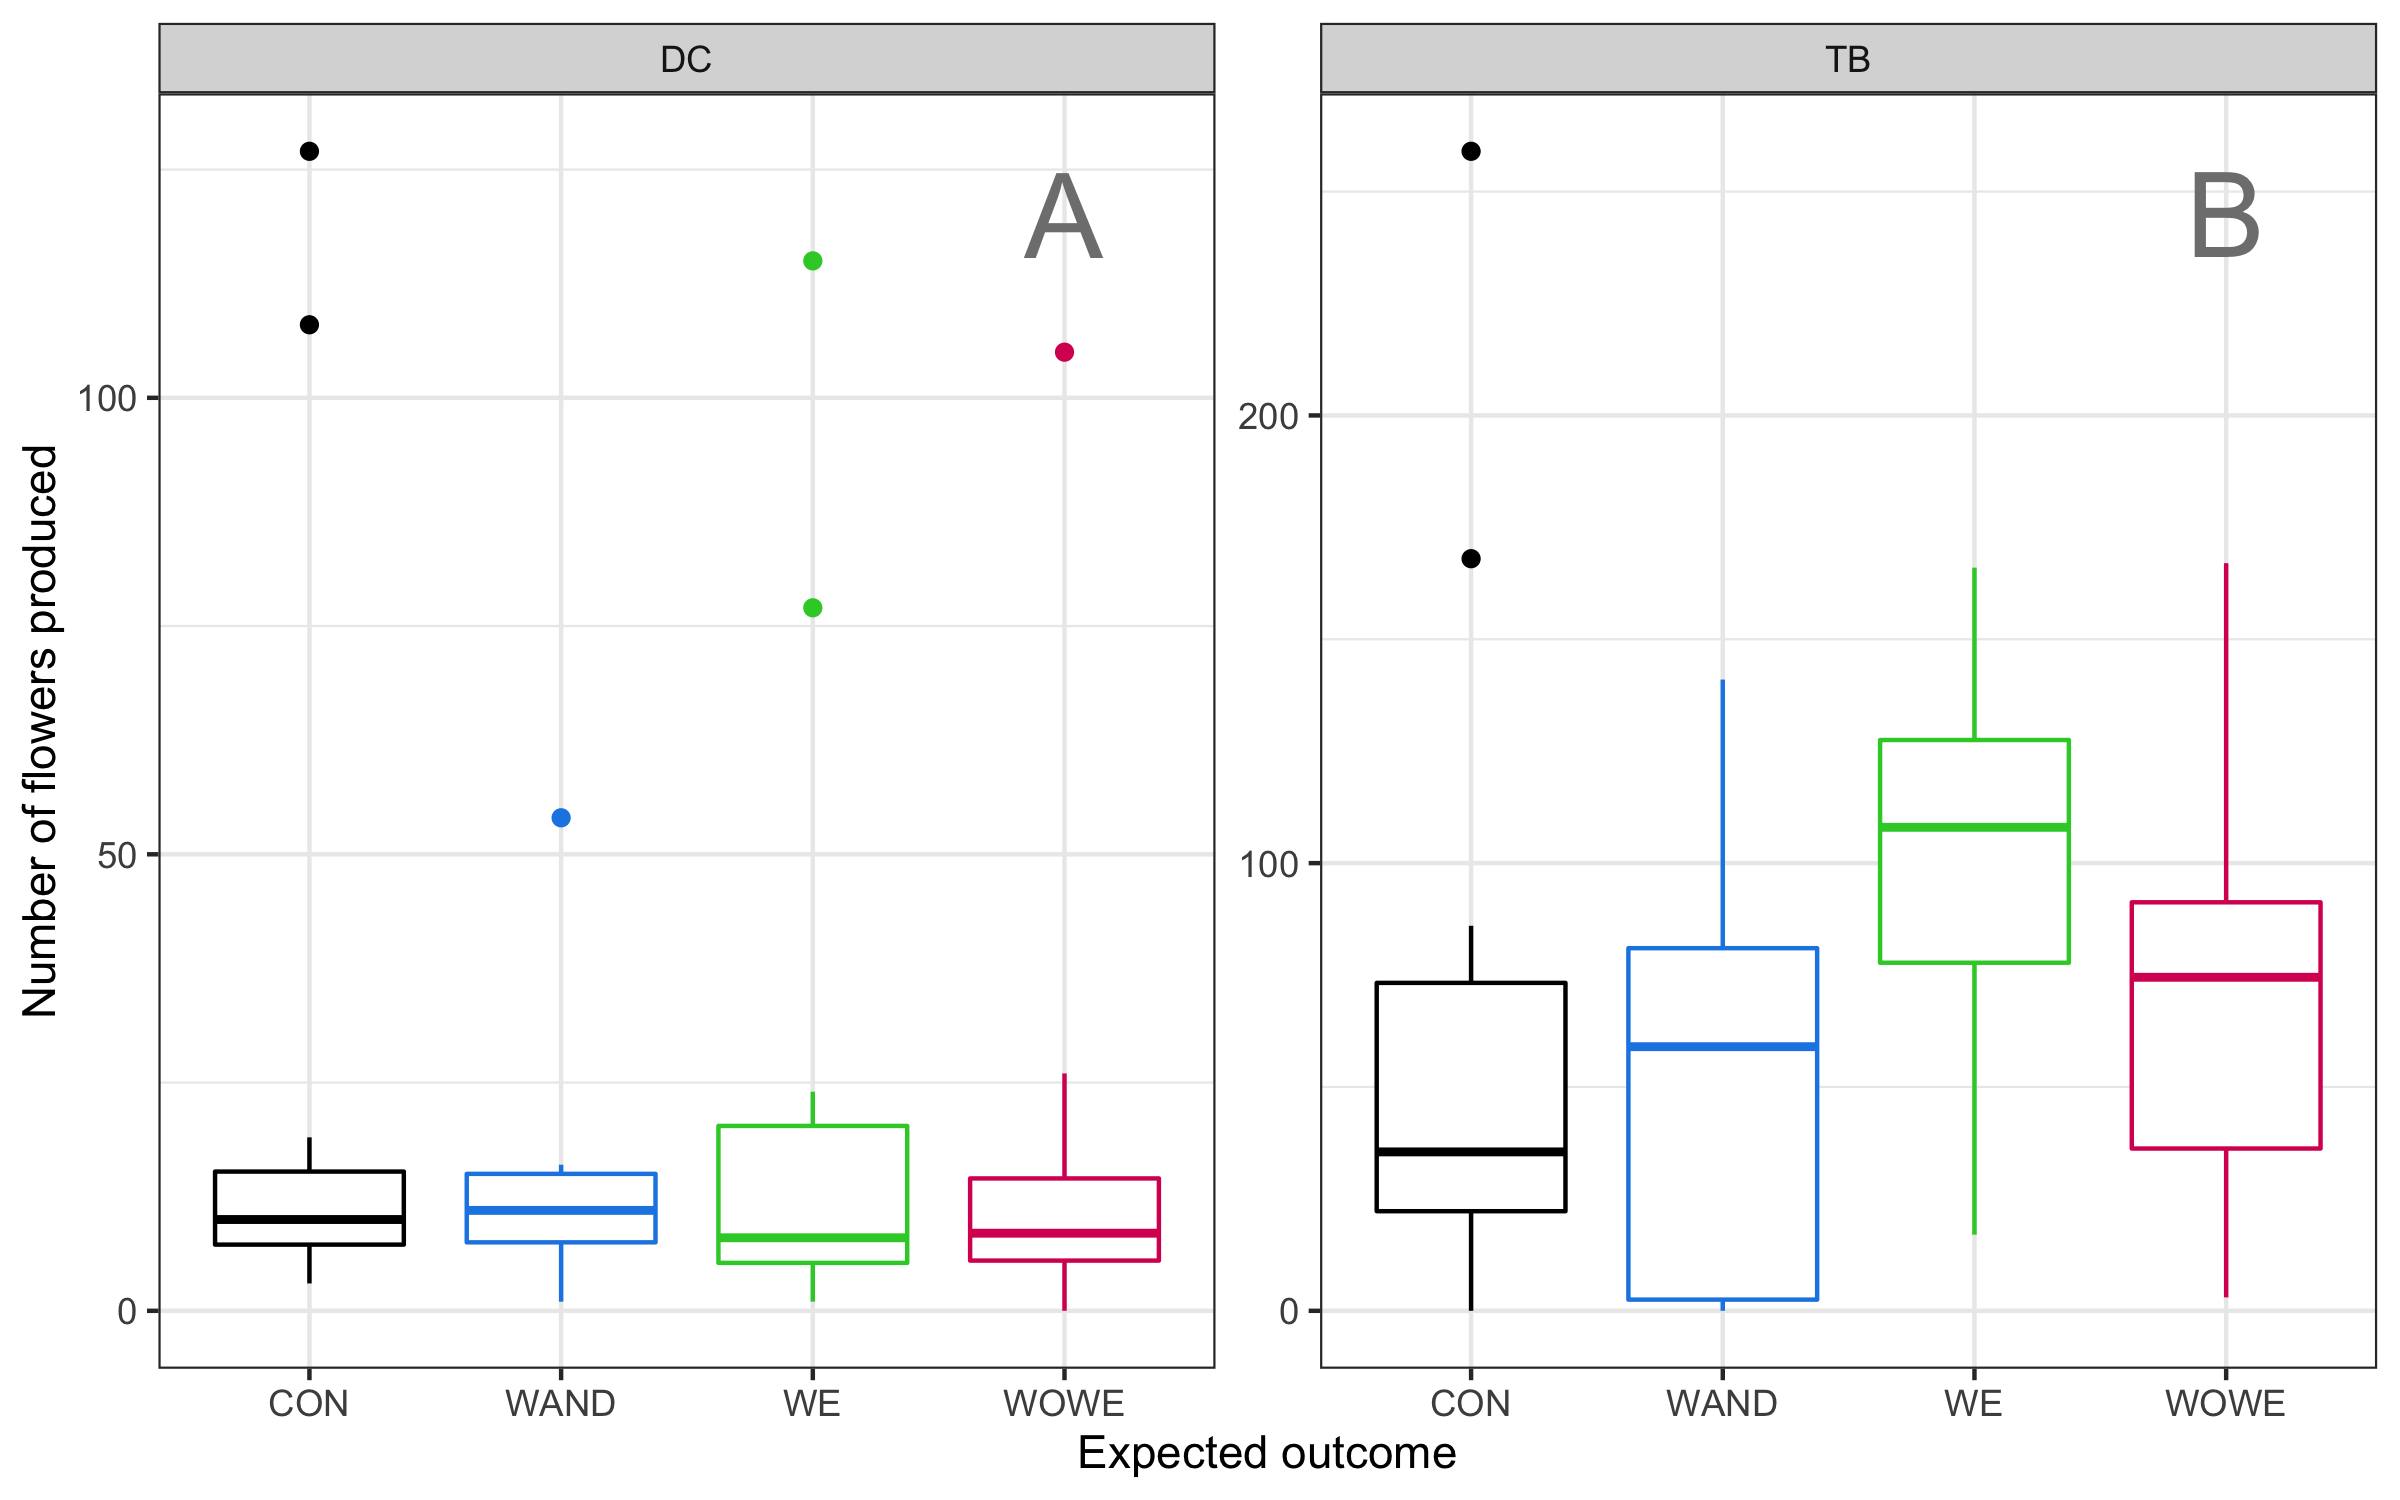 DC
TB
A
B
Number of flowers produced
100
50
0
200
100
0
CON WAND WE WOWE
CON WAND WE WOWE
Expected outcome